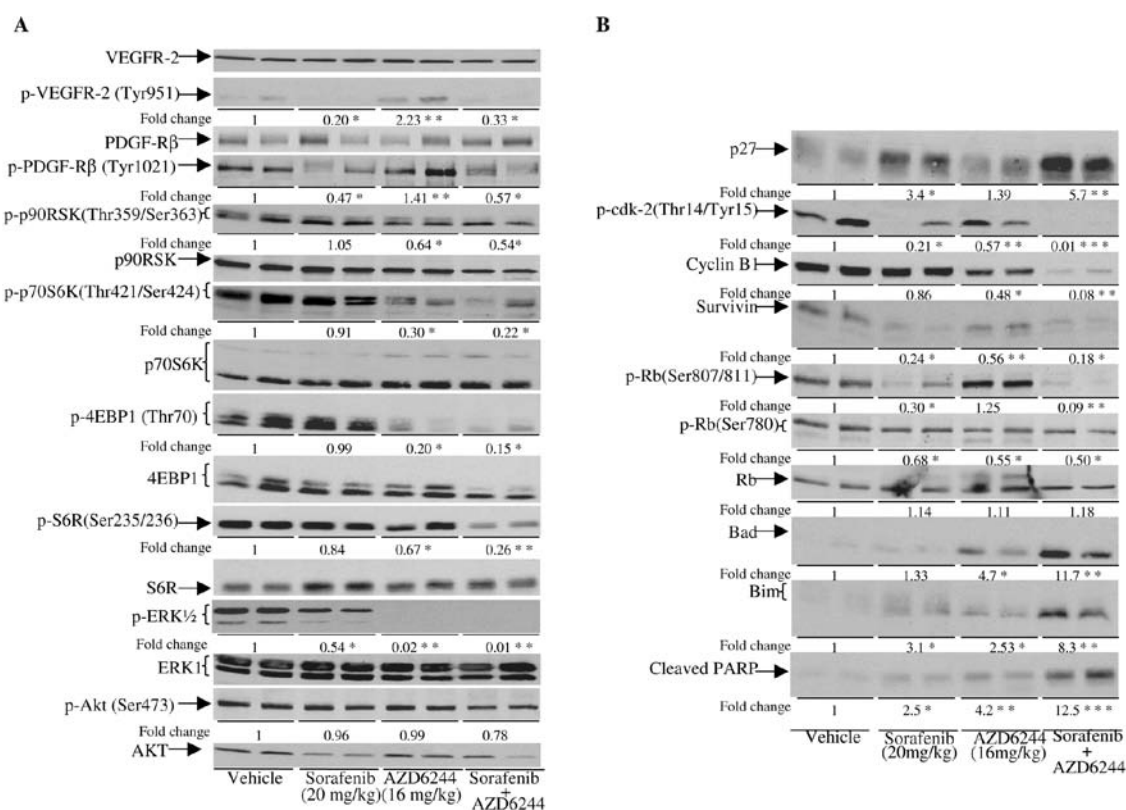 A
VEGFR-2
p-VEGFR-2 (Tyr951)
Fold change 1 0.20 * 2.23 * * 0.33 *
PDGF-Rβ
p-PDGF-Rβ (Tyr1021)
Fold change 1 0.47 * 1.41 * * 0.57 *
p-p90RSK(Thr359/Ser363)
Fold change 1 1.05 0.64 * 0.54*
p90RSK
p-p70S6K(Thr421/Ser424)
Fold change 1 0.91 0.30 * 0.22 *
p70S6K
p-4EBP1 (Thr70)
Fold change 1 0.99 0.20 * 0.15 *
4EBP1
p-S6R(Ser235/236)
Fold change 1 0.84 0.67 * 0.26 * *
S6R
p-ERK½
Fold change 1 0.54 * 0.02 * * 0.01 * *
ERK1
p-Akt (Ser473)
Fold change 1 0.96 0.99 0.78
AKT
Vehicle Sorafenib AZD6244 Sorafenib
(20 mg/kg) (16 mg/kg) +
AZD6244
B
p27
Fold change 1 3.4 * 1.39 5.7 * *
p-cdk-2(Thr14/Tyr15)
Fold change 1 0.21 * 0.57 * * 0.01 * * *
Cyclin B1
Fold change 1 0.86 0.48 * 0.08 * *
Survivin
Fold change 1 0.24 * 0.56 * * 0.18 *
p-Rb(Ser807/811)
Fold change 1 0.30 * 1.25 0.09 * *
p-Rb(Ser780)
Fold change 1 0.68 * 0.55 * 0.50 *
Rb
Fold change 1 1.14 1.11 1.18
Bad
Fold change 1 1.33 4.7 * 11.7 * *
Bim
Fold change 1 3.1 * 2.53 * 8.3 * *
Cleaved PARP
Fold change 1 2.5 * 4.2 * * 12.5 * * *
Vehicle Sorafenib AZD6244 Sorafenib
(20mg/kg) (16mg/kg) +
AZD6244